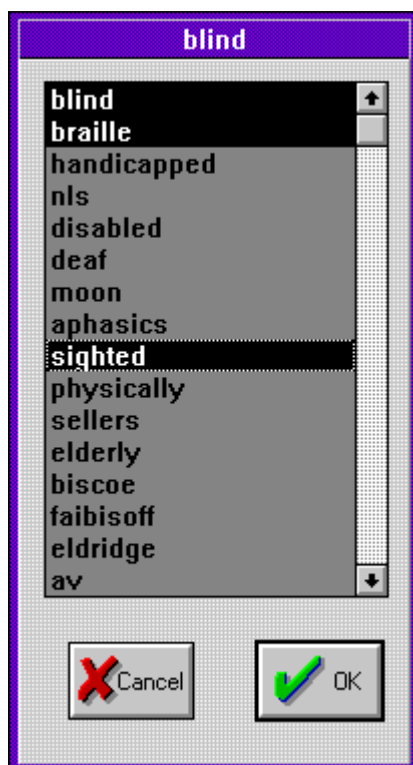 blind
blind
braille
handicapped
nls
disabled
deaf
moon
aphasics
sighted
physically
sellers
elderly
biscoe
faibisoff
eldridge
av
Cancel OK